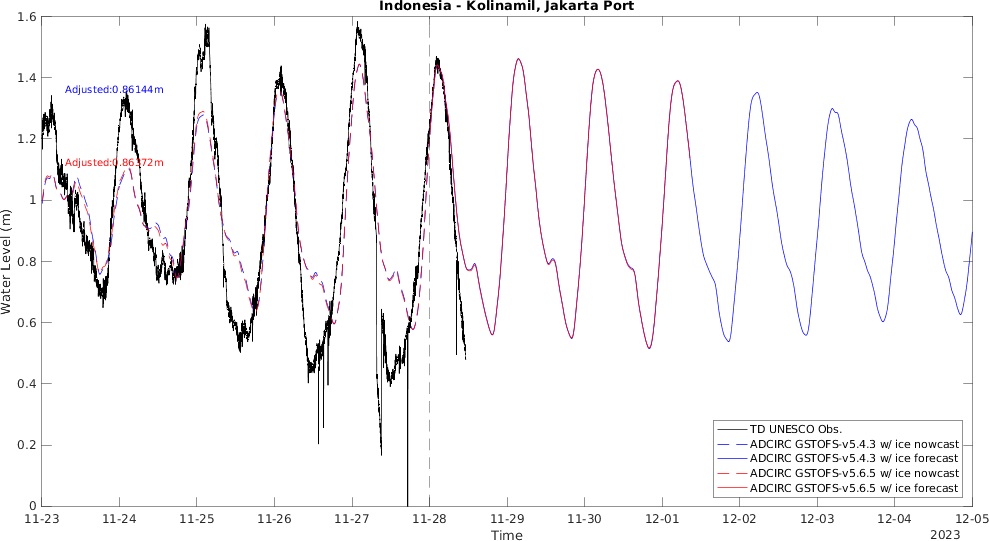 Indonesia - Kolinamil, Jakarta Port
1.6
1.4
1.2
1
0.8
0.6
0.4
0.2
0
Water Level (m)
Adjusted:0.86144m
Adjusted:0.86372m
TD UNESCO Obs.
ADCIRC GSTOFS-v5.4.3 w/ ice nowcast
ADCIRC GSTOFS-v5.4.3 w/ ice forecast
ADCIRC GSTOFS-v5.6.5 w/ ice nowcast
ADCIRC GSTOFS-v5.6.5 w/ ice forecast
11-23 11-24 11-25 11-26 11-27 11-28 11-29 11-30 12-01 12-02 12-03 12-04 12-05
Time
2023